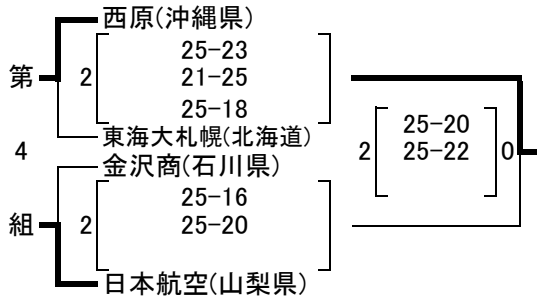 西原(沖縄県)
25-23
第 2 21-25
25-18
東海大札幌(北海道)
4
金沢商(石川県)
25-16
組 2 25-20
日本航空(山梨県)
25-20
2 25-22 0